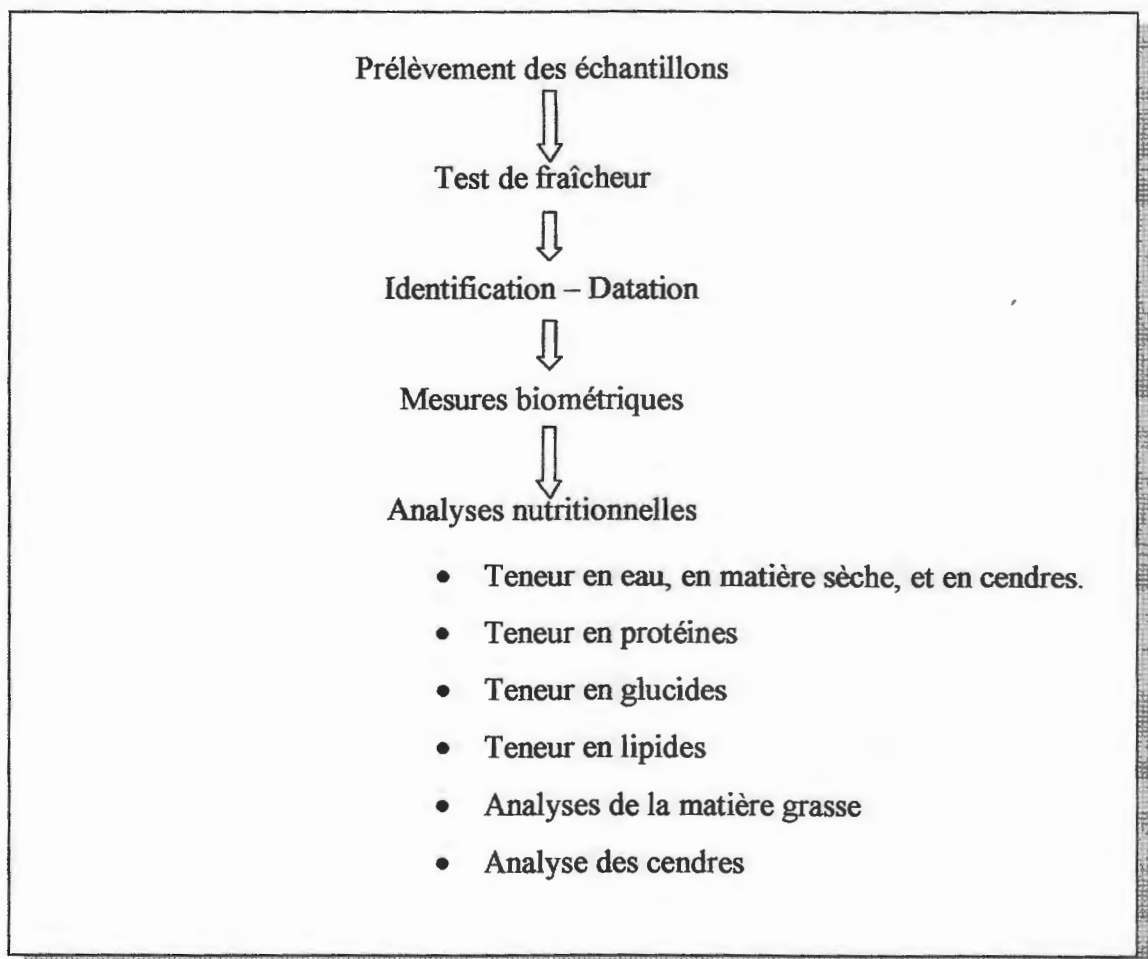 Prélèvement des échantillons
Test de fraîcheur
Identification – Datation
Mesures biométriques
Analyses nutritionnelles
• Teneur en eau, en matière sèche, et en cendres.
• Teneur en protéines
• Teneur en glucides
• Teneur en lipides
• Analyses de la matière grasse
• Analyse des cendres